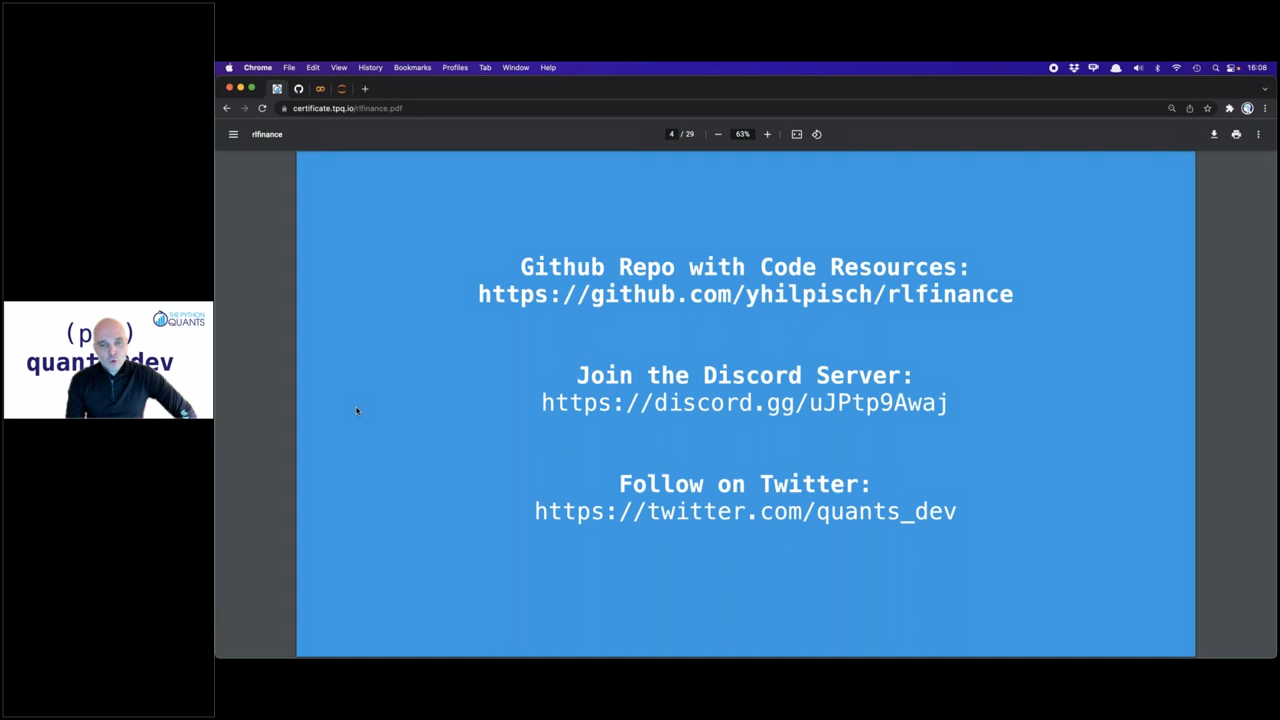 Chrome File Edit View History Bookmarks Profiles Tab Window Help 16:08
certificate.tpq.io/rlfinance.pdf
rlfinance 4 / 29 63%
Github Repo with Code Resources:
https://github.com/yhilpisch/rlfinance
Join the Discord Server:
https://discord.gg/uJPtp9Awaj
Follow on Twitter:
https://twitter.com/quants_dev
THE PYTHON
QUANTS